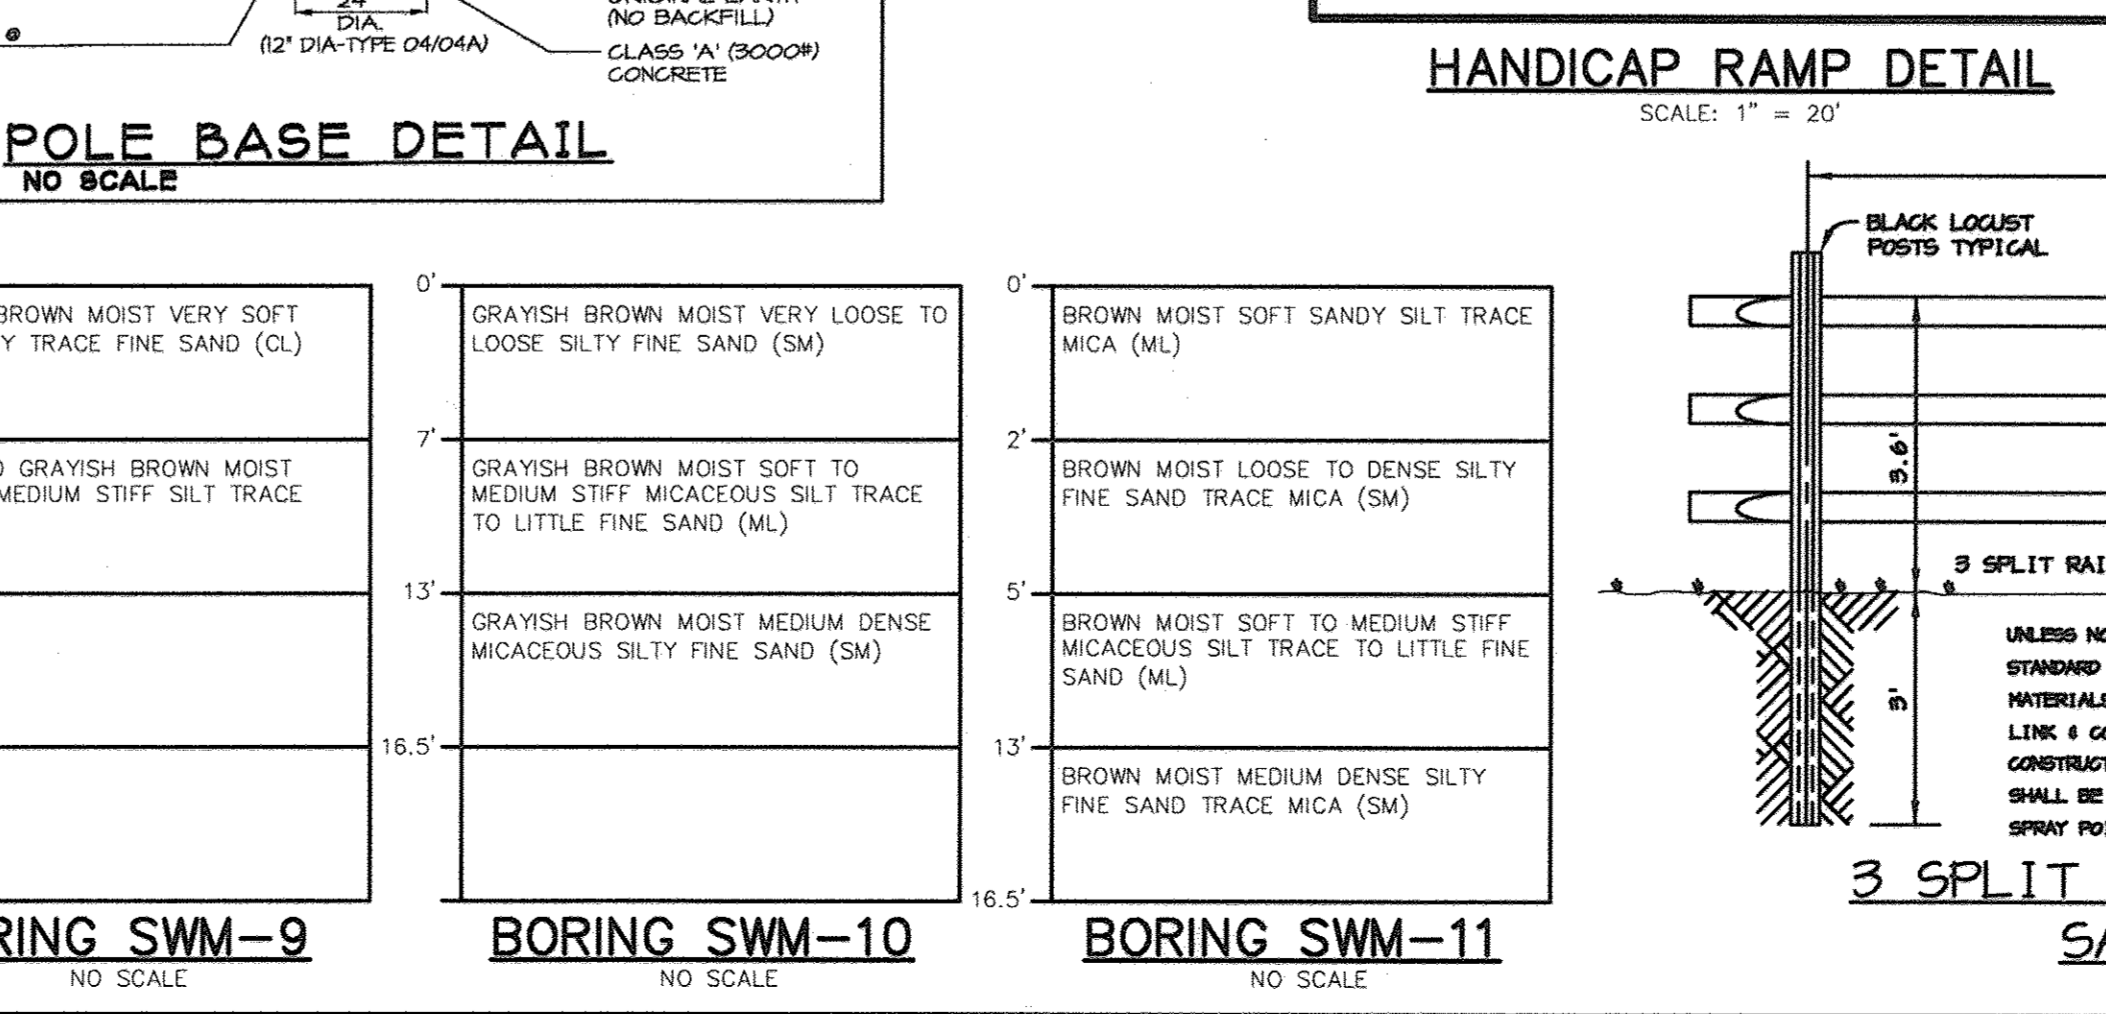 24"
DIA.
(12" DIA-TYPE 04/04A)
(NO BACKFILL)
CLASS 'A' (3000#)
CONCRETE
POLE BASE DETAIL
NO SCALE
HANDICAP RAMP DETAIL
SCALE: 1" = 20'
BROWN MOIST VERY SOFT
TRACE FINE SAND (CL)
GRAYISH BROWN MOIST
MEDIUM STIFF SILT TRACE
RING SWM-9
NO SCALE
0'
GRAYISH BROWN MOIST VERY LOOSE TO
LOOSE SILTY FINE SAND (SM)
7'
GRAYISH BROWN MOIST SOFT TO
MEDIUM STIFF MICACEOUS SILT TRACE
TO LITTLE FINE SAND (ML)
13'
GRAYISH BROWN MOIST MEDIUM DENSE
MICACEOUS SILTY FINE SAND (SM)
16.5'
BORING SWM-10
NO SCALE
0'
BROWN MOIST SOFT SANDY SILT TRACE
MICA (ML)
2'
BROWN MOIST LOOSE TO DENSE SILTY
FINE SAND TRACE MICA (SM)
5'
BROWN MOIST SOFT TO MEDIUM STIFF
MICACEOUS SILT TRACE TO LITTLE FINE
SAND (ML)
13'
BROWN MOIST MEDIUM DENSE SILTY
FINE SAND TRACE MICA (SM)
16.5'
BORING SWM-11
NO SCALE
BLACK LOCUST
POSTS TYPICAL
3.6'
3'
3 SPLIT RAI
UNLESS NO
STANDARD
MATERIALS
LINK & CO
CONSTRUCT
SHALL BE
SPRAY PO
3 SPLIT
SA